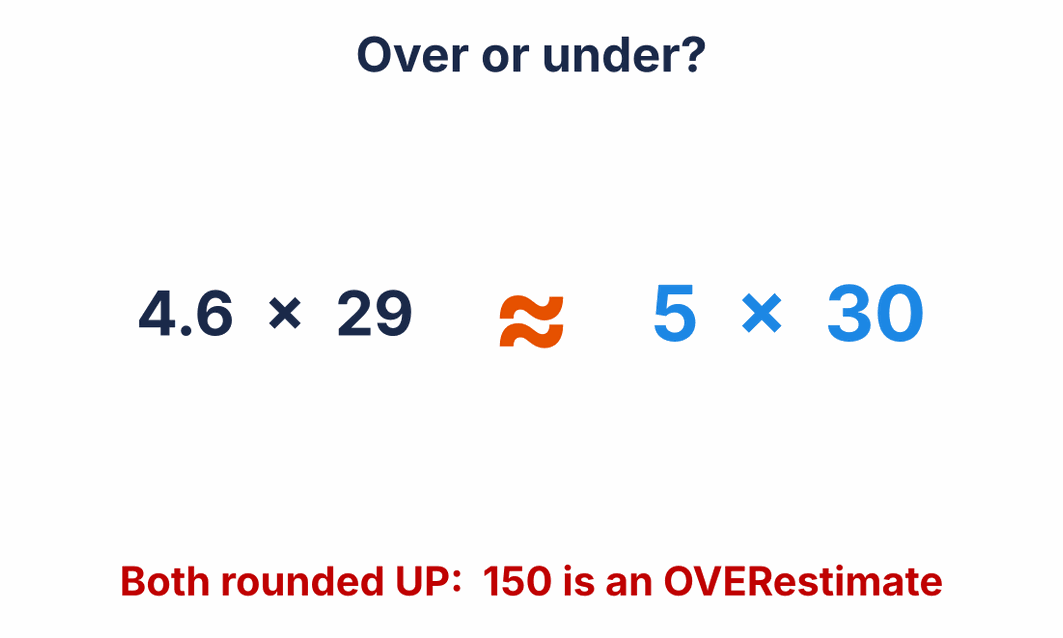 Over or under?
4.6 × 29 ≈ 5 × 30
Both rounded UP: 150 is an OVERestimate